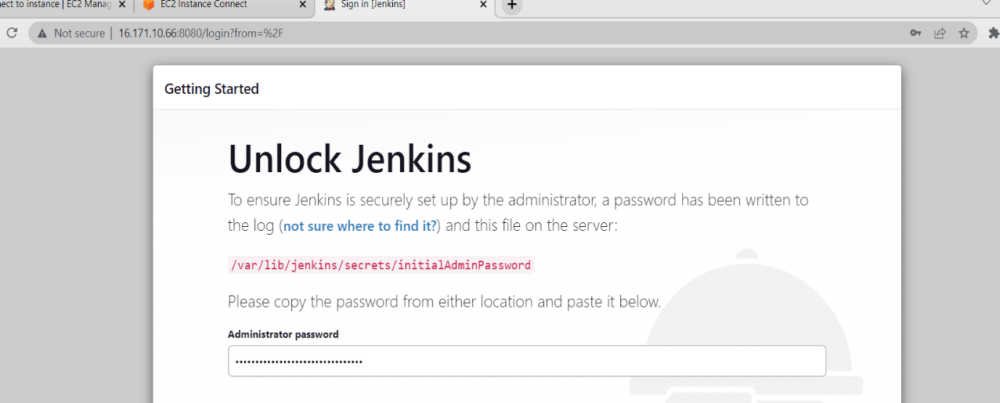 ect to instance | EC2 Manag
EC2 Instance Connect
Sign in [Jenkins]
Not secure | 16.171.10.66:8080/login?from=%2F
Getting Started
Unlock Jenkins
To ensure Jenkins is securely set up by the administrator, a password has been written to
the log (not sure where to find it?) and this file on the server:
/var/lib/jenkins/secrets/initialAdminPassword
Please copy the password from either location and paste it below.
Administrator password
••••••••••••••••••••••••••••••••